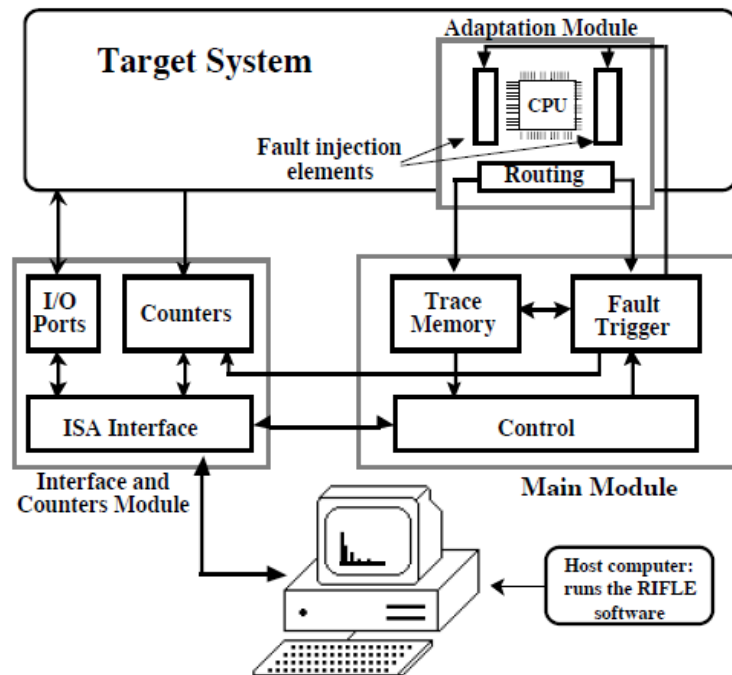 Adaptation Module
Target System
CPU
Fault injection
elements
Routing
I/O
Ports
Counters
Trace
Memory
Fault
Trigger
ISA Interface
Control
Interface and
Counters Module
Main Module
Host computer:
runs the RIFLE
software